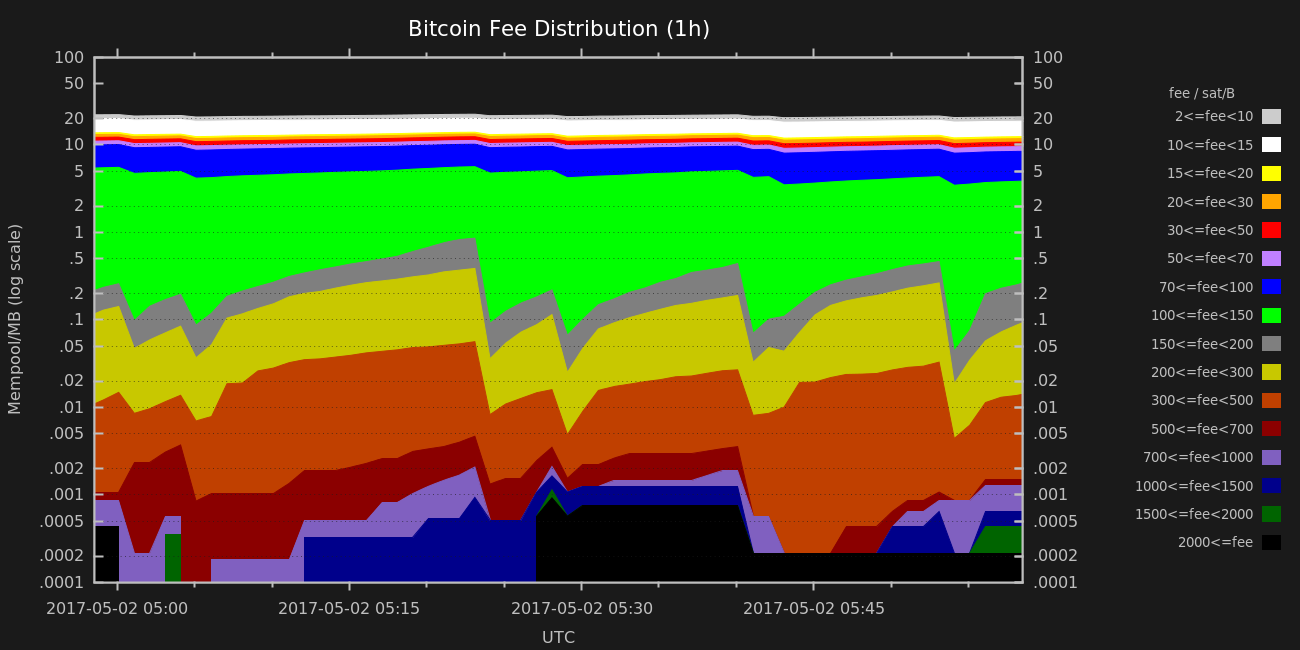 Bitcoin Fee Distribution (1h)
100
50
20
10
5
2
1
.5
.2
.1
.05
.02
.01
.005
.002
.001
.0005
.0002
.0001
Mempool/MB (log scale)
100
50
20
10
5
2
1
.5
.2
.1
.05
.02
.01
.005
.002
.001
.0005
.0002
.0001
2017-05-02 05:00 2017-05-02 05:15 2017-05-02 05:30 2017-05-02 05:45
UTC
fee / sat/B
2<=fee<10
10<=fee<15
15<=fee<20
20<=fee<30
30<=fee<50
50<=fee<70
70<=fee<100
100<=fee<150
150<=fee<200
200<=fee<300
300<=fee<500
500<=fee<700
700<=fee<1000
1000<=fee<1500
1500<=fee<2000
2000<=fee